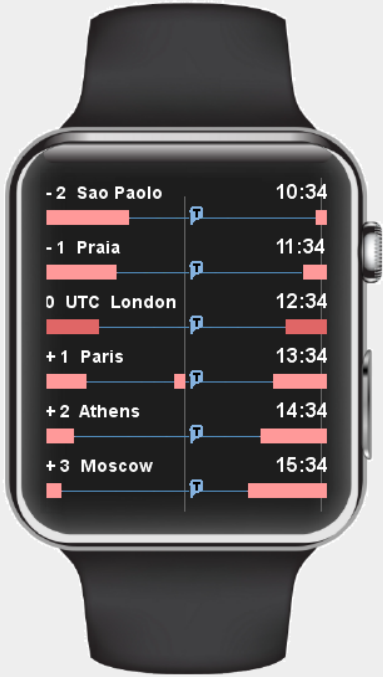 - 2 Sao Paolo 10:34
T
- 1 Praia 11:34
T
0 UTC London 12:34
T
+ 1 Paris 13:34
T
+ 2 Athens 14:34
T
+ 3 Moscow 15:34
T